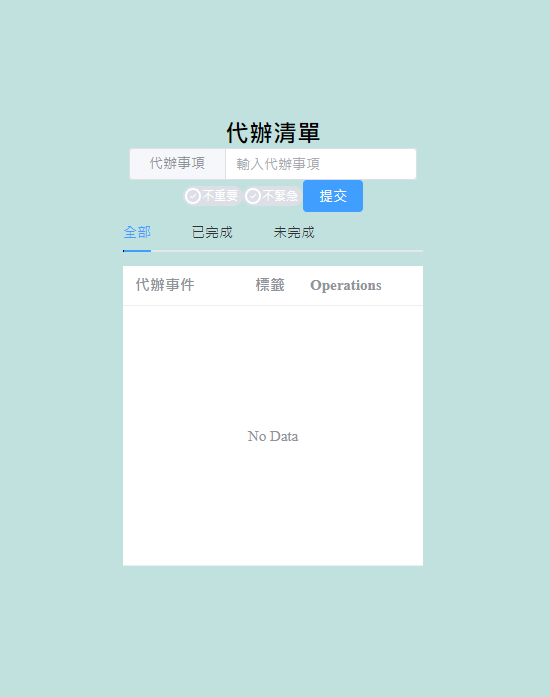 代辦清單
代辦事項 輸入代辦事項
不重要 不緊急 提交
全部 已完成 未完成
代辦事件 標籤 Operations
No Data